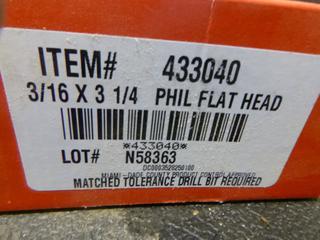 ITEM# 433040
3/16 X 3 1/4 PHIL FLAT HEAD
*433040*
LOT# N58363
DC0003529250100
MIAMI-DADE COUNTY PRODUCT CONTROL APPROVED
MATCHED TOLERANCE DRILL BIT REQUIRED